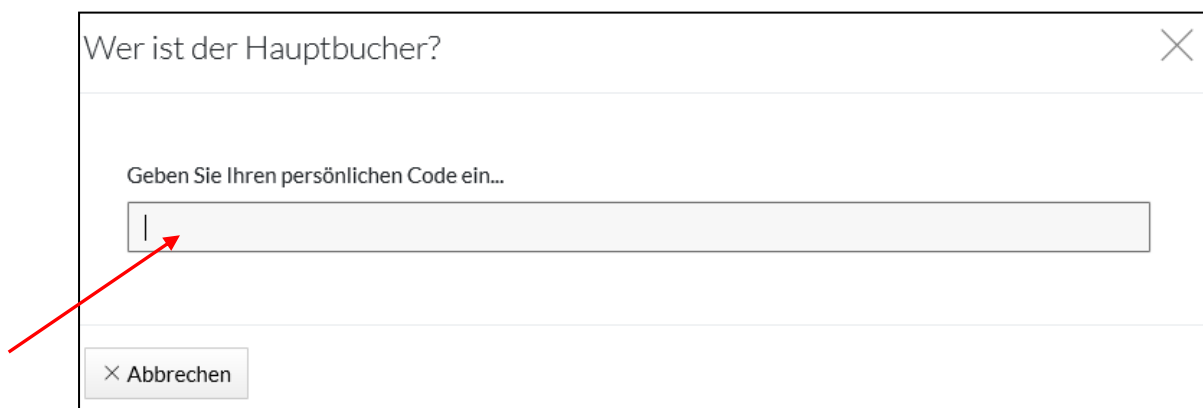 Wer ist der Hauptbucher?
Geben Sie Ihren persönlichen Code ein...
Abbrechen